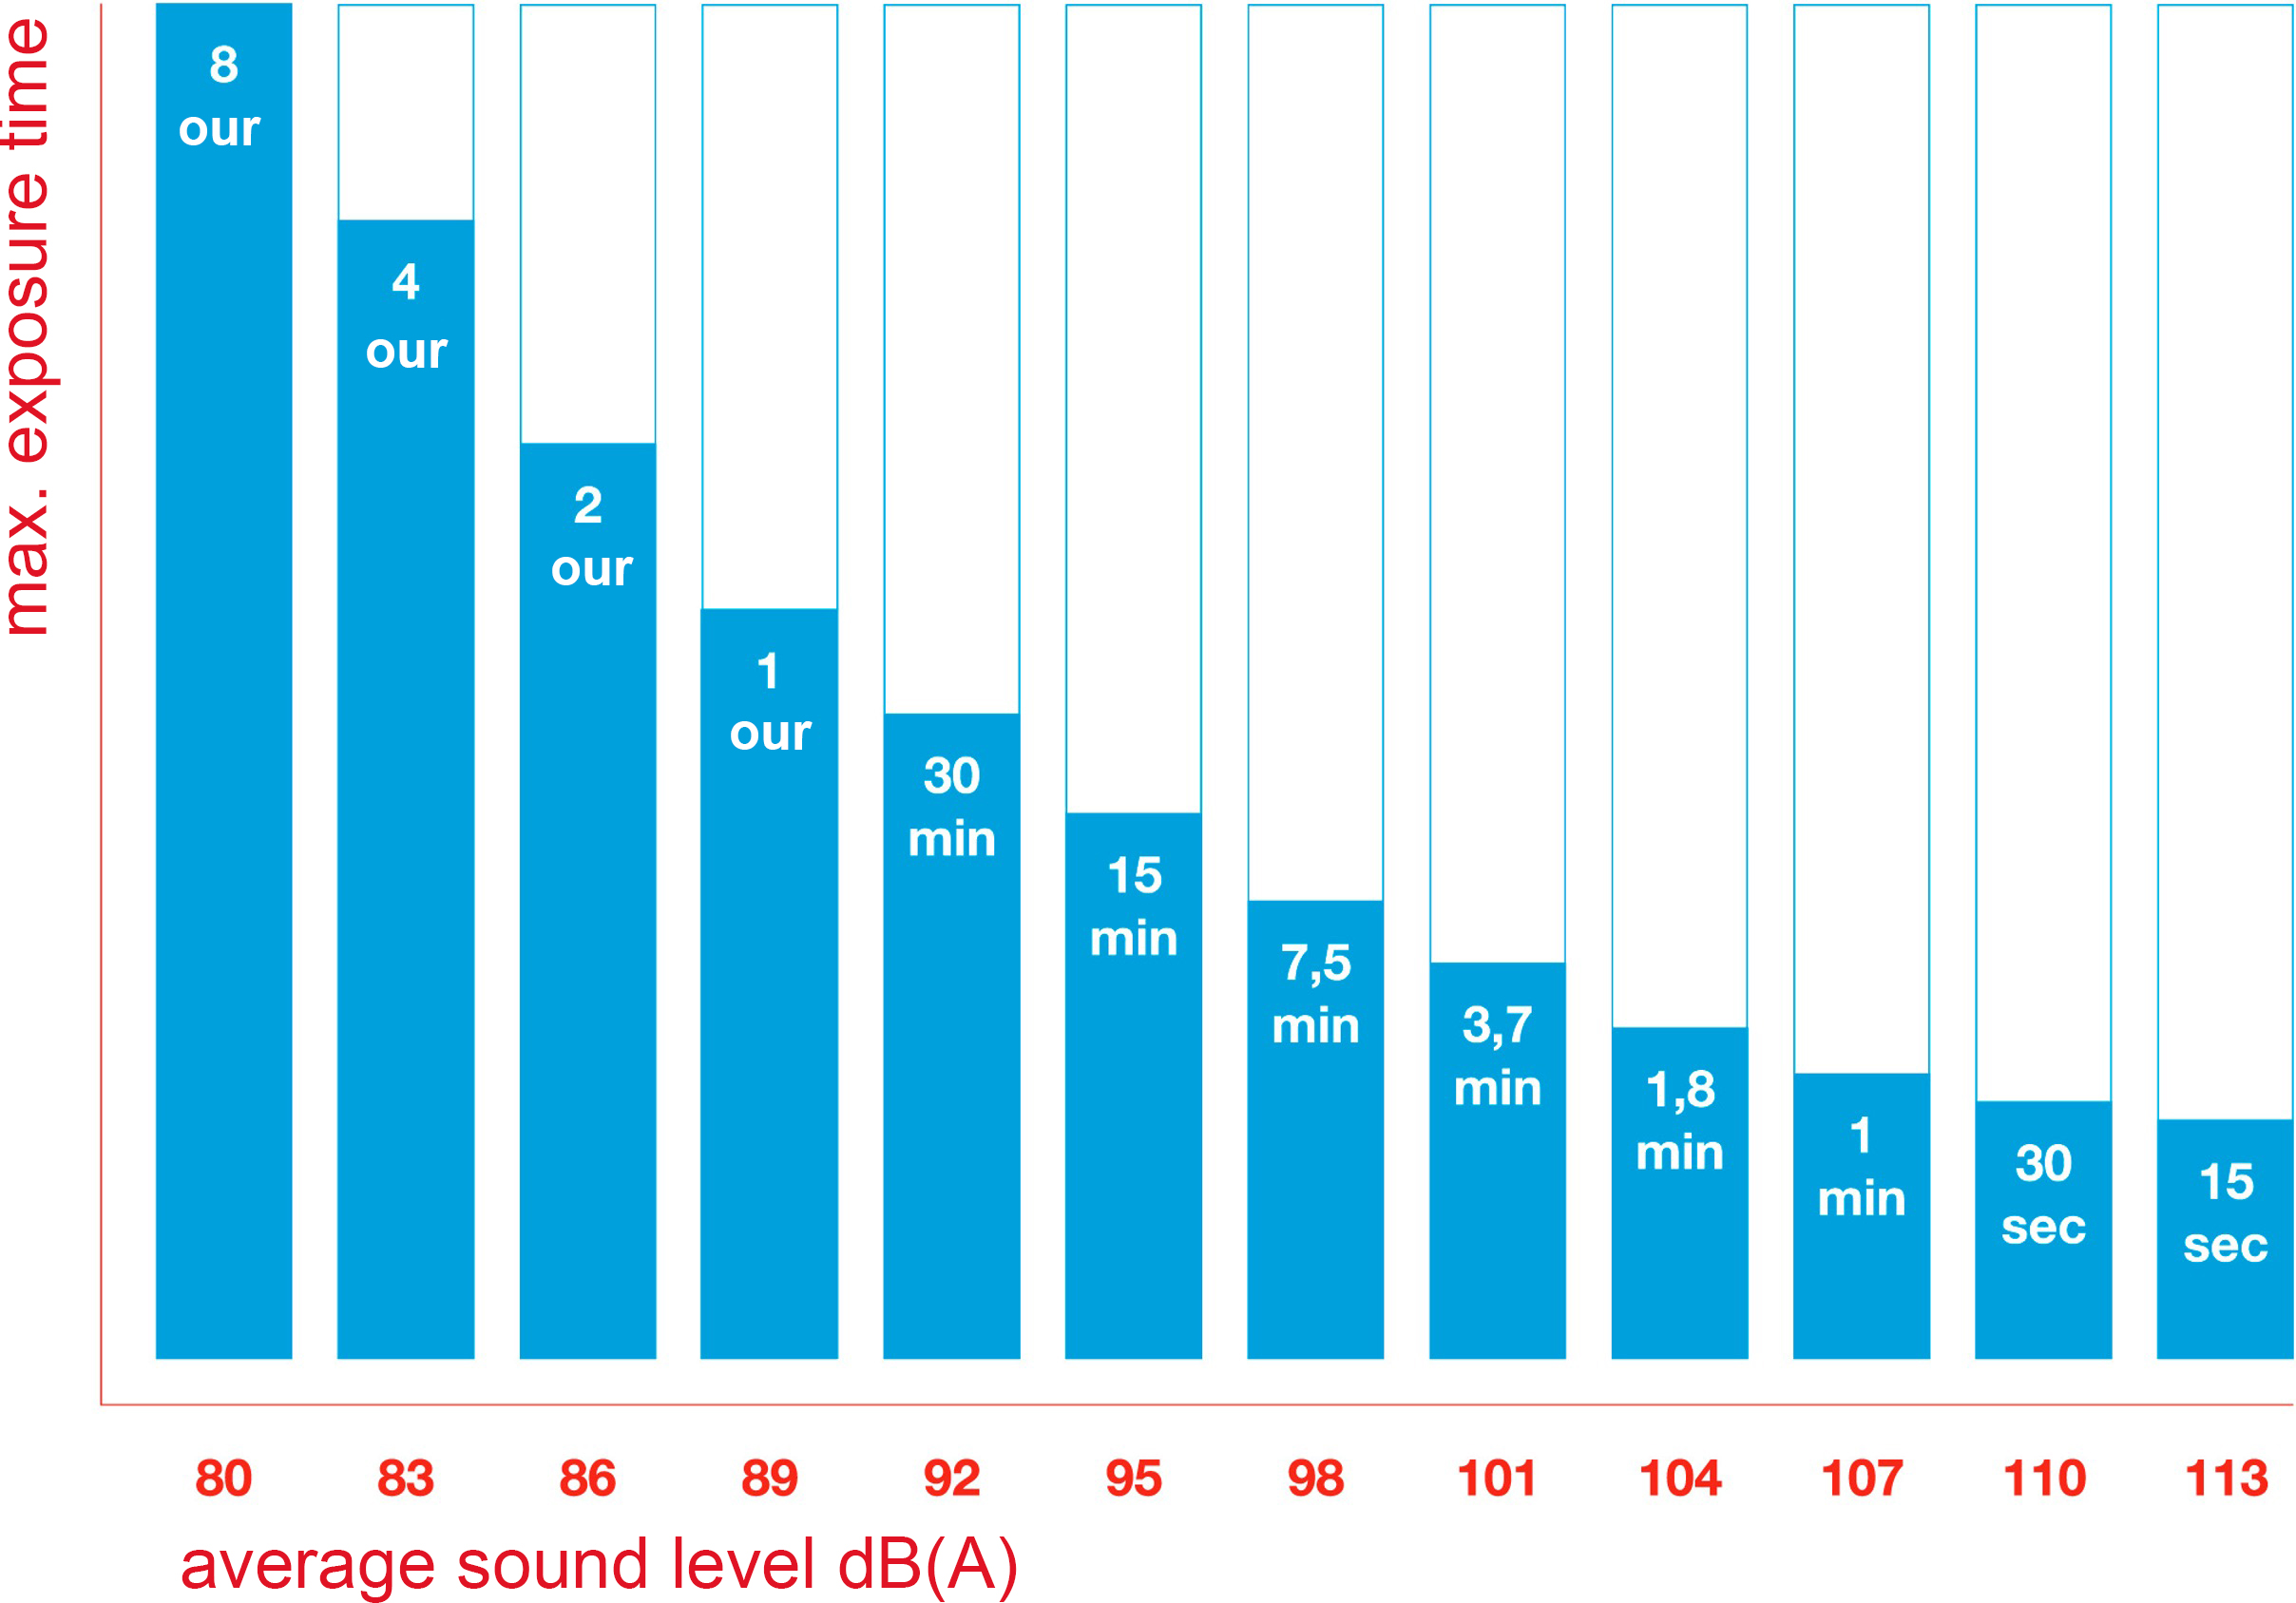 max. exposure time
8
our
4
our
2
our
1
our
30
min
15
min
7,5
min
3,7
min
1,8
min
1
min
30
sec
15
sec
80 83 86 89 92 95 98 101 104 107 110 113
average sound level dB(A)